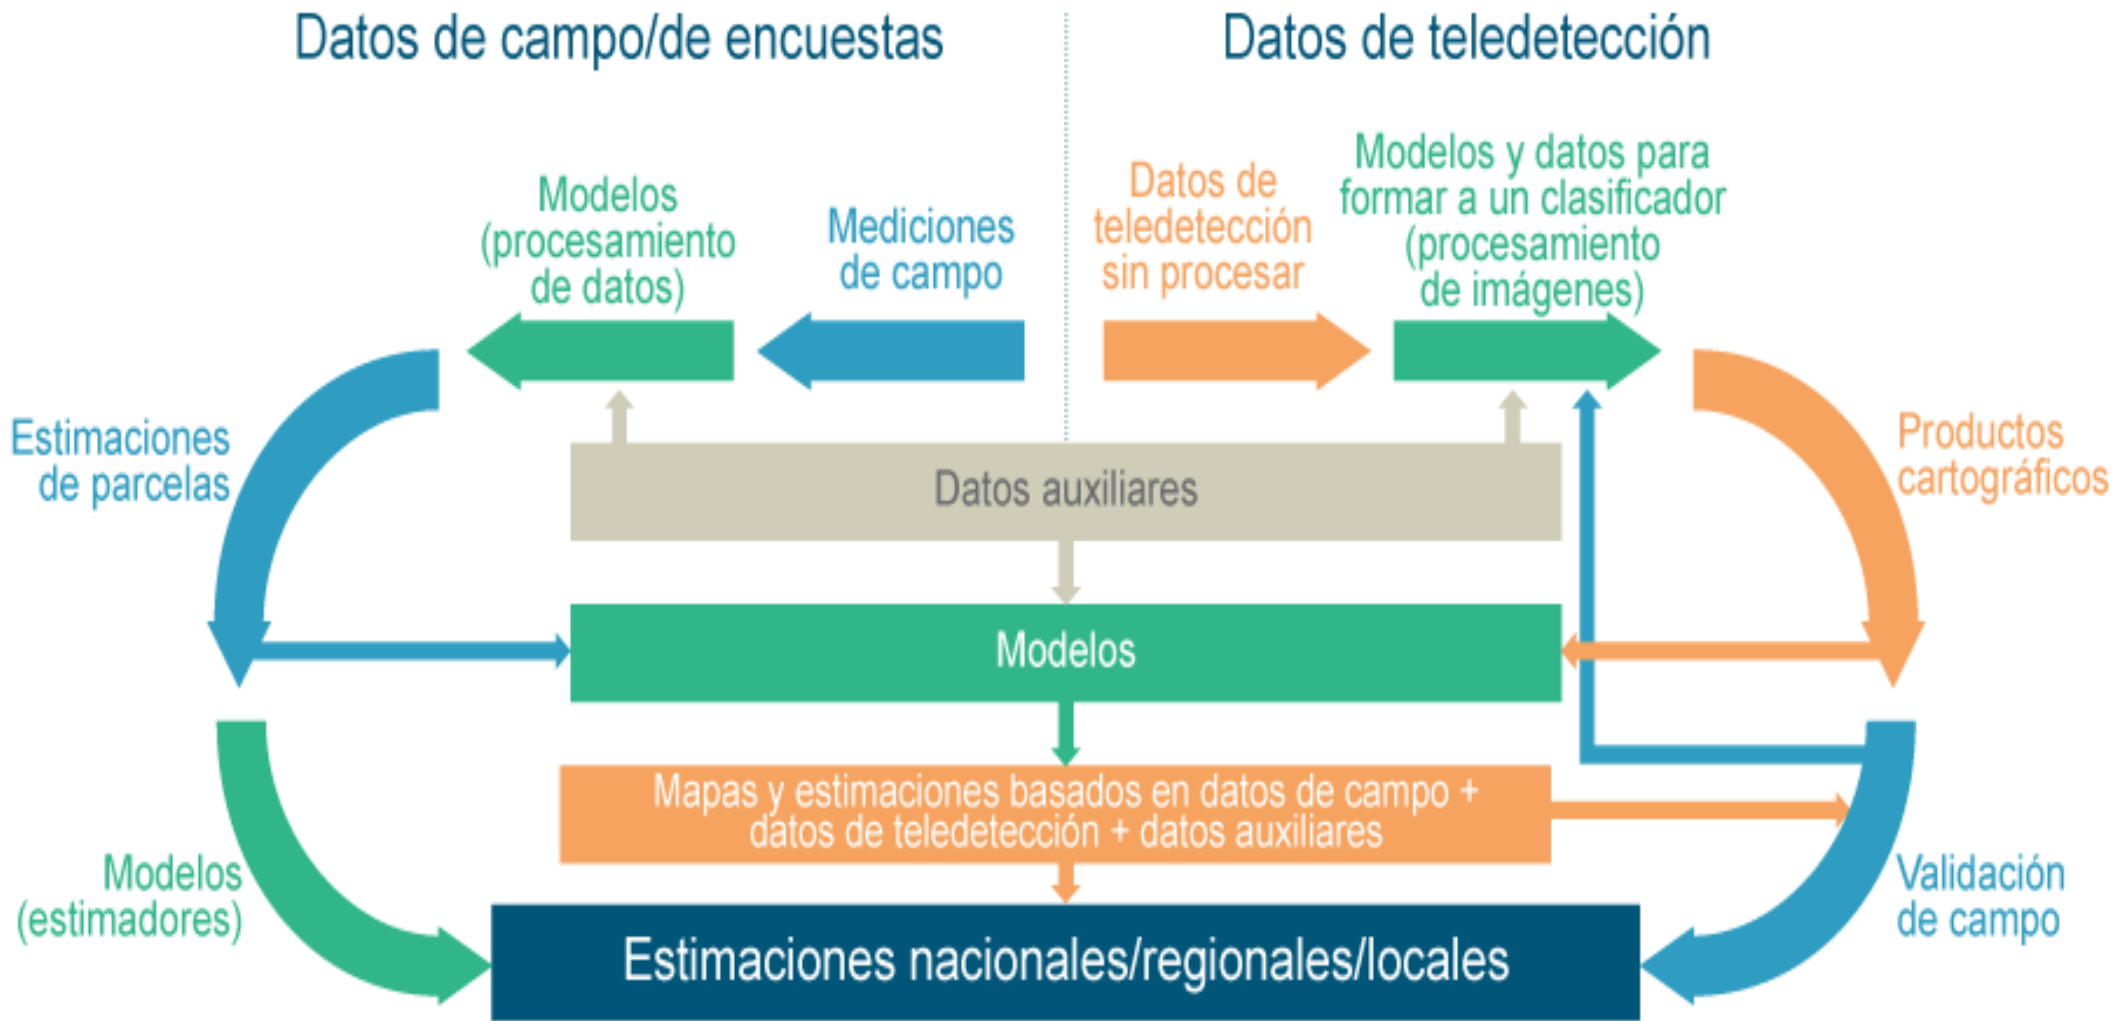 Datos de campo/de encuestas
Datos de teledetección
Modelos
(procesamiento
de datos)
Mediciones
de campo
Datos de
teledetección
sin procesar
Modelos y datos para
formar a un clasificador
(procesamiento
de imágenes)
Estimaciones
de parcelas
Datos auxiliares
Productos
cartográficos
Modelos
Mapas y estimaciones basados en datos de campo +
datos de teledetección + datos auxiliares
Modelos
(estimadores)
Validación
de campo
Estimaciones nacionales/regionales/locales